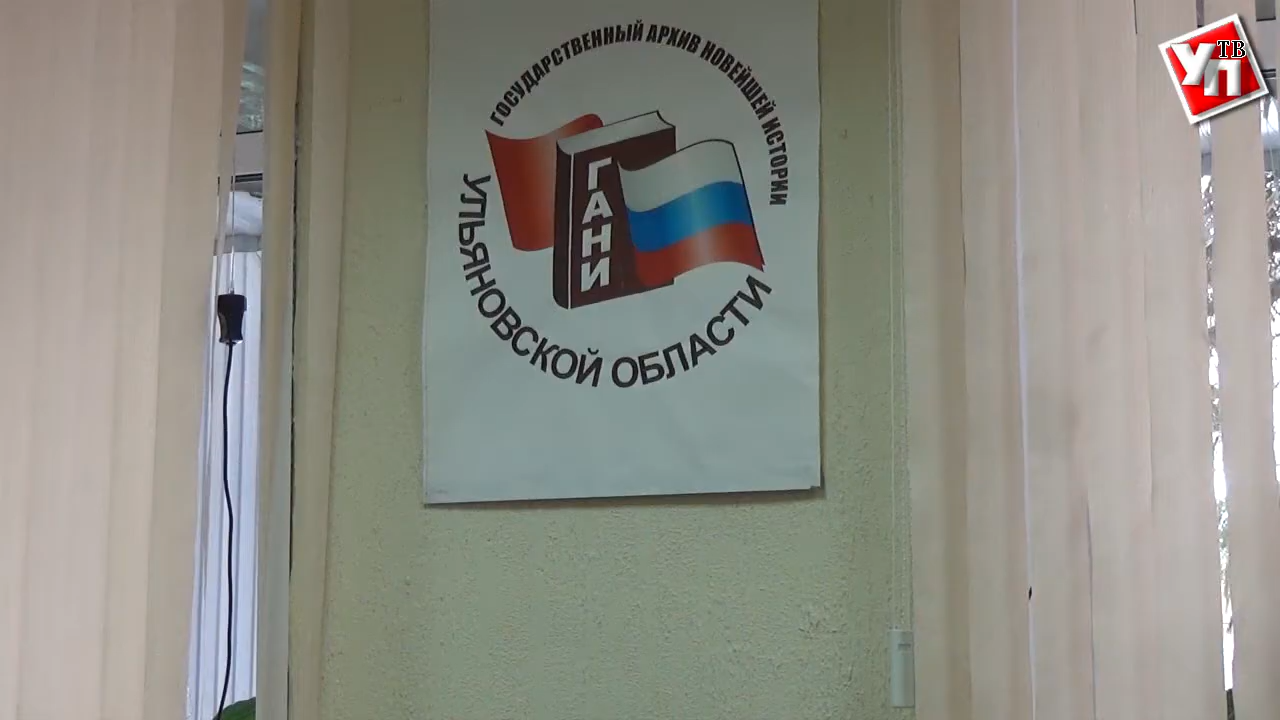 ГОСУДАРСТВЕННЫЙ АРХИВ НОВЕЙШЕЙ ИСТОРИИ
УЛЬЯНОВСКОЙ ОБЛАСТИ
ГАНИ
УП ТВ